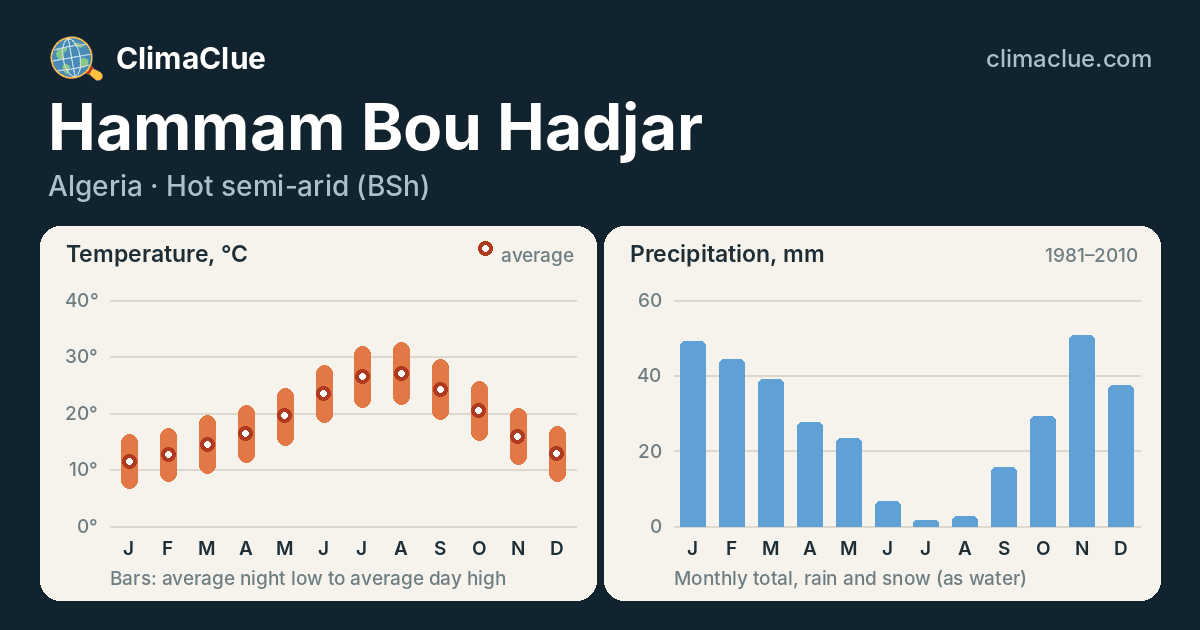 ClimaClue
climaclue.com
Hammam Bou Hadjar
Algeria · Hot semi-arid (BSh)
Temperature, °C
average
40°
30°
20°
10°
0°
J F M A M J J A S O N D
Bars: average night low to average day high
Precipitation, mm
1981–2010
60
40
20
0
J F M A M J J A S O N D
Monthly total, rain and snow (as water)